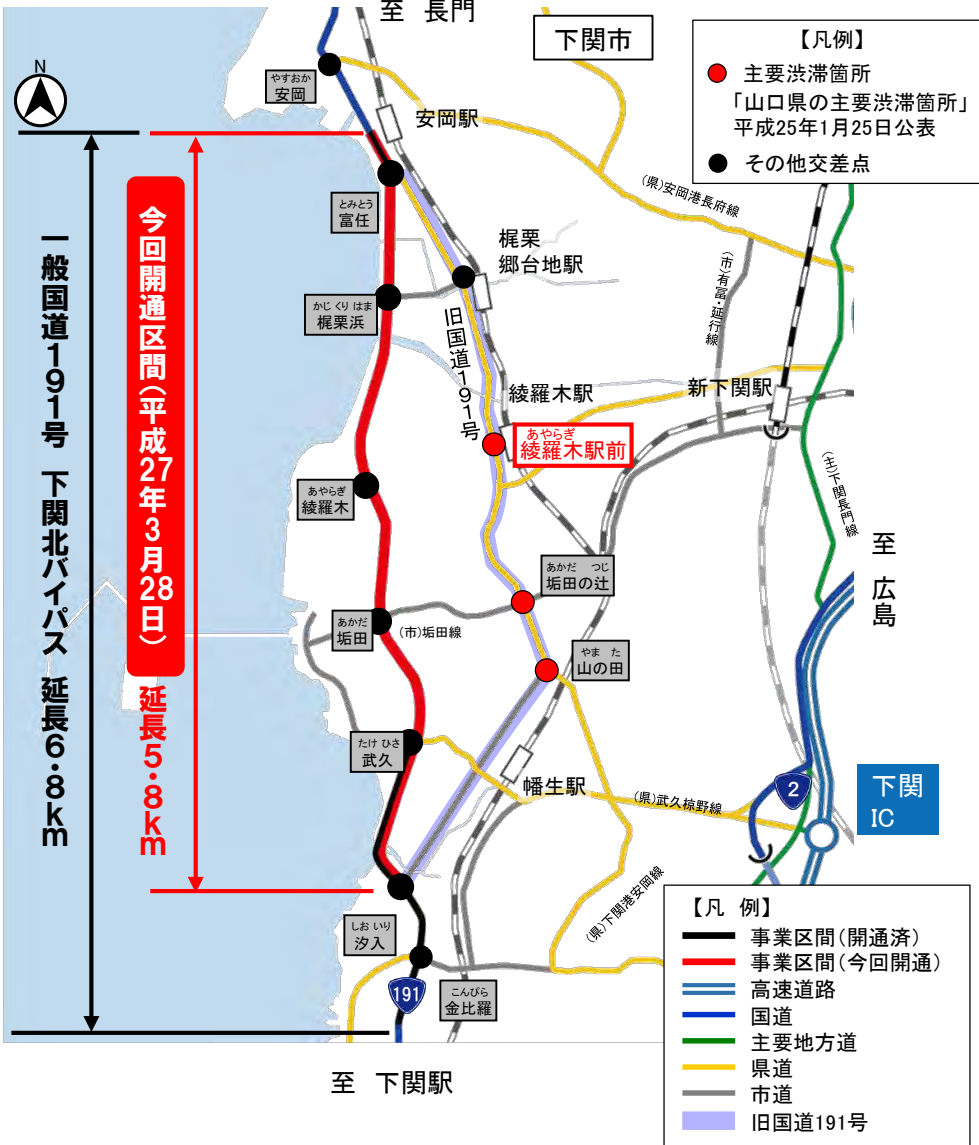 至 長門
下関市
【凡例】
主要渋滞箇所
「山口県の主要渋滞箇所」
平成25年1月25日公表
その他交差点
N
やすおか
安岡
安岡駅
(県)安岡港長府線
とみとう
富任
梶栗
郷台地駅
(市)有冨・延行線
かじくりはま
梶栗浜
旧国道191号
綾羅木駅
新下関駅
あやらぎ
綾羅木駅前
(主)下関長門線
あやらぎ
綾羅木
至 広島
あかだ つじ
垢田の辻
あかだ
垢田
(市)垢田線
やま た
山の田
たけ ひさ
武久
幡生駅
(県)武久椋野線
2
下関
IC
(県)下関港安岡線
しお いり
汐入
191
こんぴら
金比羅
一般国道191号 下関北バイパス 延長6・8km
今回開通区間(平成27年3月28日)
延長5・8km
至 下関駅
【凡 例】
事業区間(開通済)
事業区間(今回開通)
高速道路
国道
主要地方道
県道
市道
旧国道191号